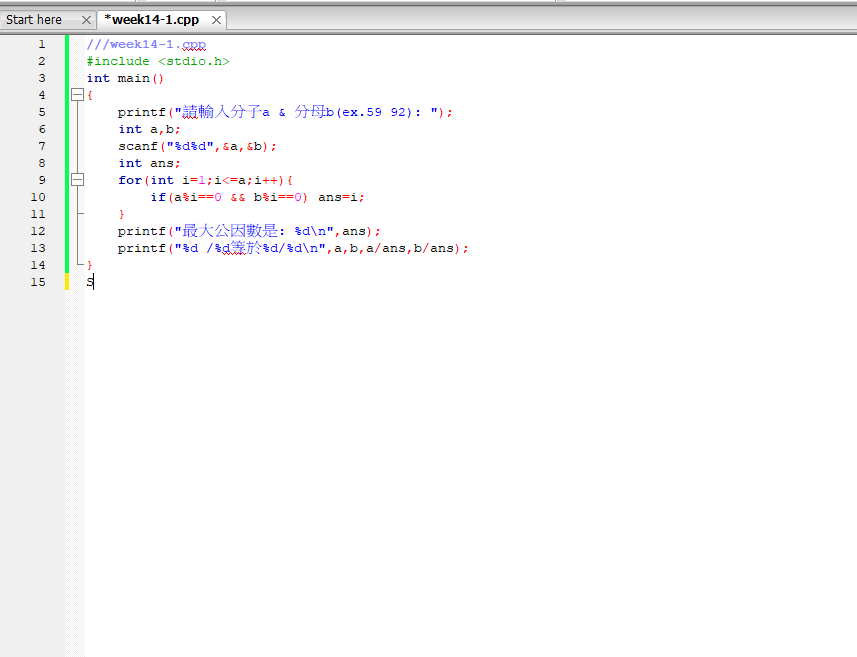 Start here
*week14-1.cpp
1 ///week14-1.cpp
2 #include <stdio.h>
3 int main()
4 {
5 printf("請輸入分子a & 分母b(ex.59 92): ");
6 int a,b;
7 scanf("%d%d",&a,&b);
8 int ans;
9 for(int i=1;i<=a;i++){
10 if(a%i==0 && b%i==0) ans=i;
11 }
12 printf("最大公因數是: %d\n",ans);
13 printf("%d /%d等於%d/%d\n",a,b,a/ans,b/ans);
14 }
15 S